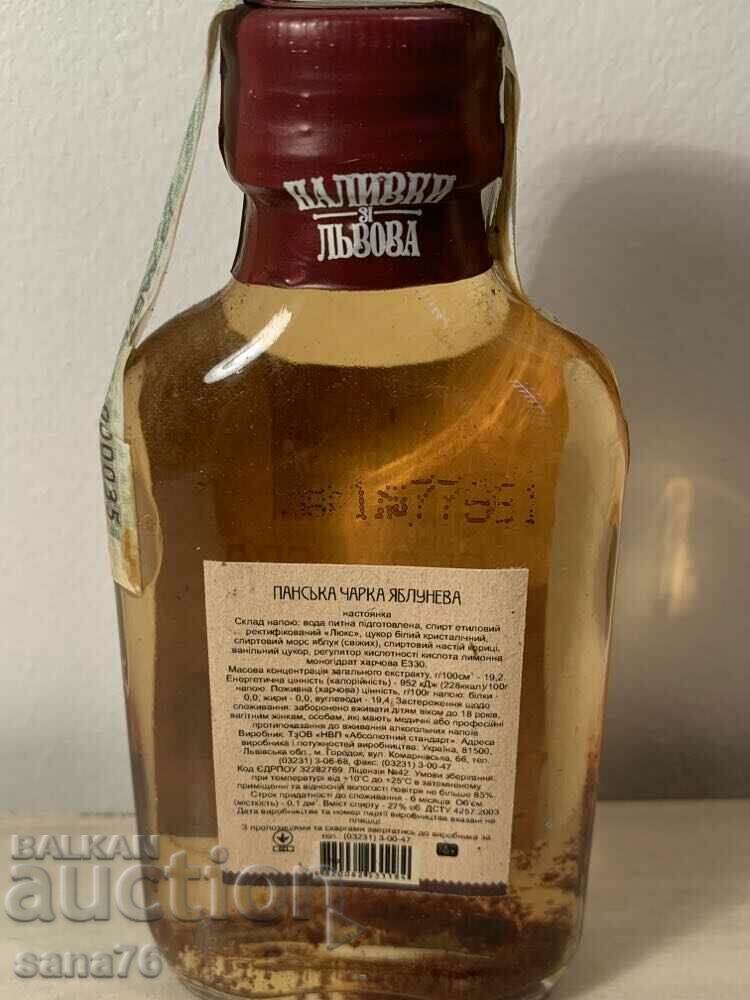 НАЛИВКИ
ЗІ
ЛЬВОВА
ПАНСЬКА ЧАРКА ЯБЛУНЕВА
настоянка
Склад напою: вода питна підготовлена, спирт етиловий
ректифікований «Люкс», цукор білий кристалічний,
спиртовий морс яблук (свіжих), спиртовий настій кориці,
ванільний цукор, регулятор кислотності кислота лимонна
моногідрат харчова Е330.
Масова концентрація загального екстракту, г/100см³ - 19,2.
Енергетична цінність (калорійність) - 952 кДж (228ккал)/100г
напою. Поживна (харчова) цінність, г/100г напою: білки -
0,0; жири - 0,0, вуглеводи - 19,4; Застереження щодо
споживання: заборонено вживати дітям віком до 18 років,
вагітним жінкам, особам, які мають медичні або професійні
протипоказання до вживання алкогольних напоїв
Виробник: ТзОВ «НВП «Абсолютний стандарт». Адреса
виробника і потужностей виробництва: Україна, 81500,
Львівська обл., м. Городок, вул. Комарнівська, 66, тел.
(03231) 3-06-68, факс. (03231) 3-00-47
Код ЄДРПОУ 32282769. Ліцензія №42. Умови зберігання:
при температурі від +10°С до +25°С в затемненому
приміщенні та відносній вологості повітря не більше 85%.
Строк придатності до споживання - 6 місяців Об'єм
(місткість) - 0,1 дм³. Вміст спирту - 27% об. ДСТУ 4257:2003
Дата виробництва та номер партії виробництва вказані на
пляшці
З пропозиціями та скаргами звертатись до виробника за
тел.: (03231) 3-00-47
BALKAN
auction
sana76